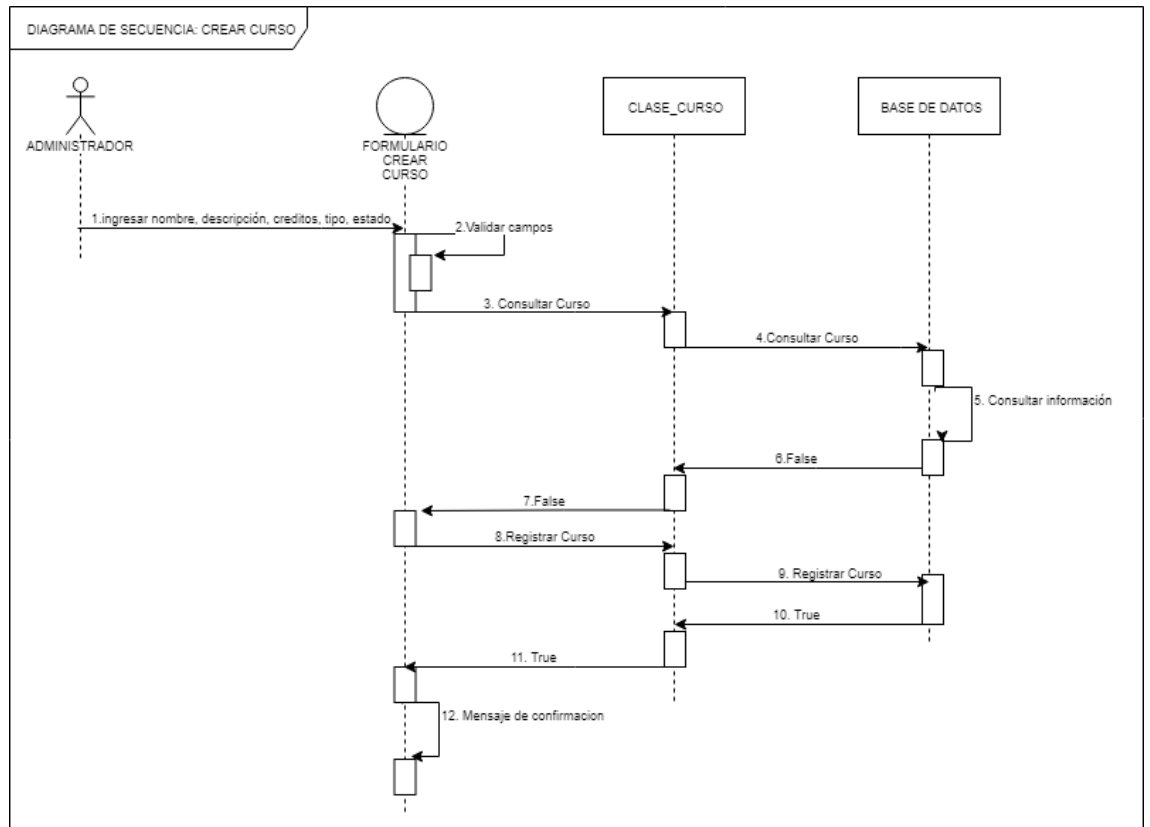 DIAGRAMA DE SECUENCIA: CREAR CURSO
ADMINISTRADOR
FORMULARIO
CREAR
CURSO
CLASE_CURSO
BASE DE DATOS
1.ingresar nombre, descripción, creditos, tipo, estado
2.Validar campos
3. Consultar Curso
4.Consultar Curso
5. Consultar información
6.False
7.False
8.Registrar Curso
9. Registrar Curso
10. True
11. True
12. Mensaje de confirmacion